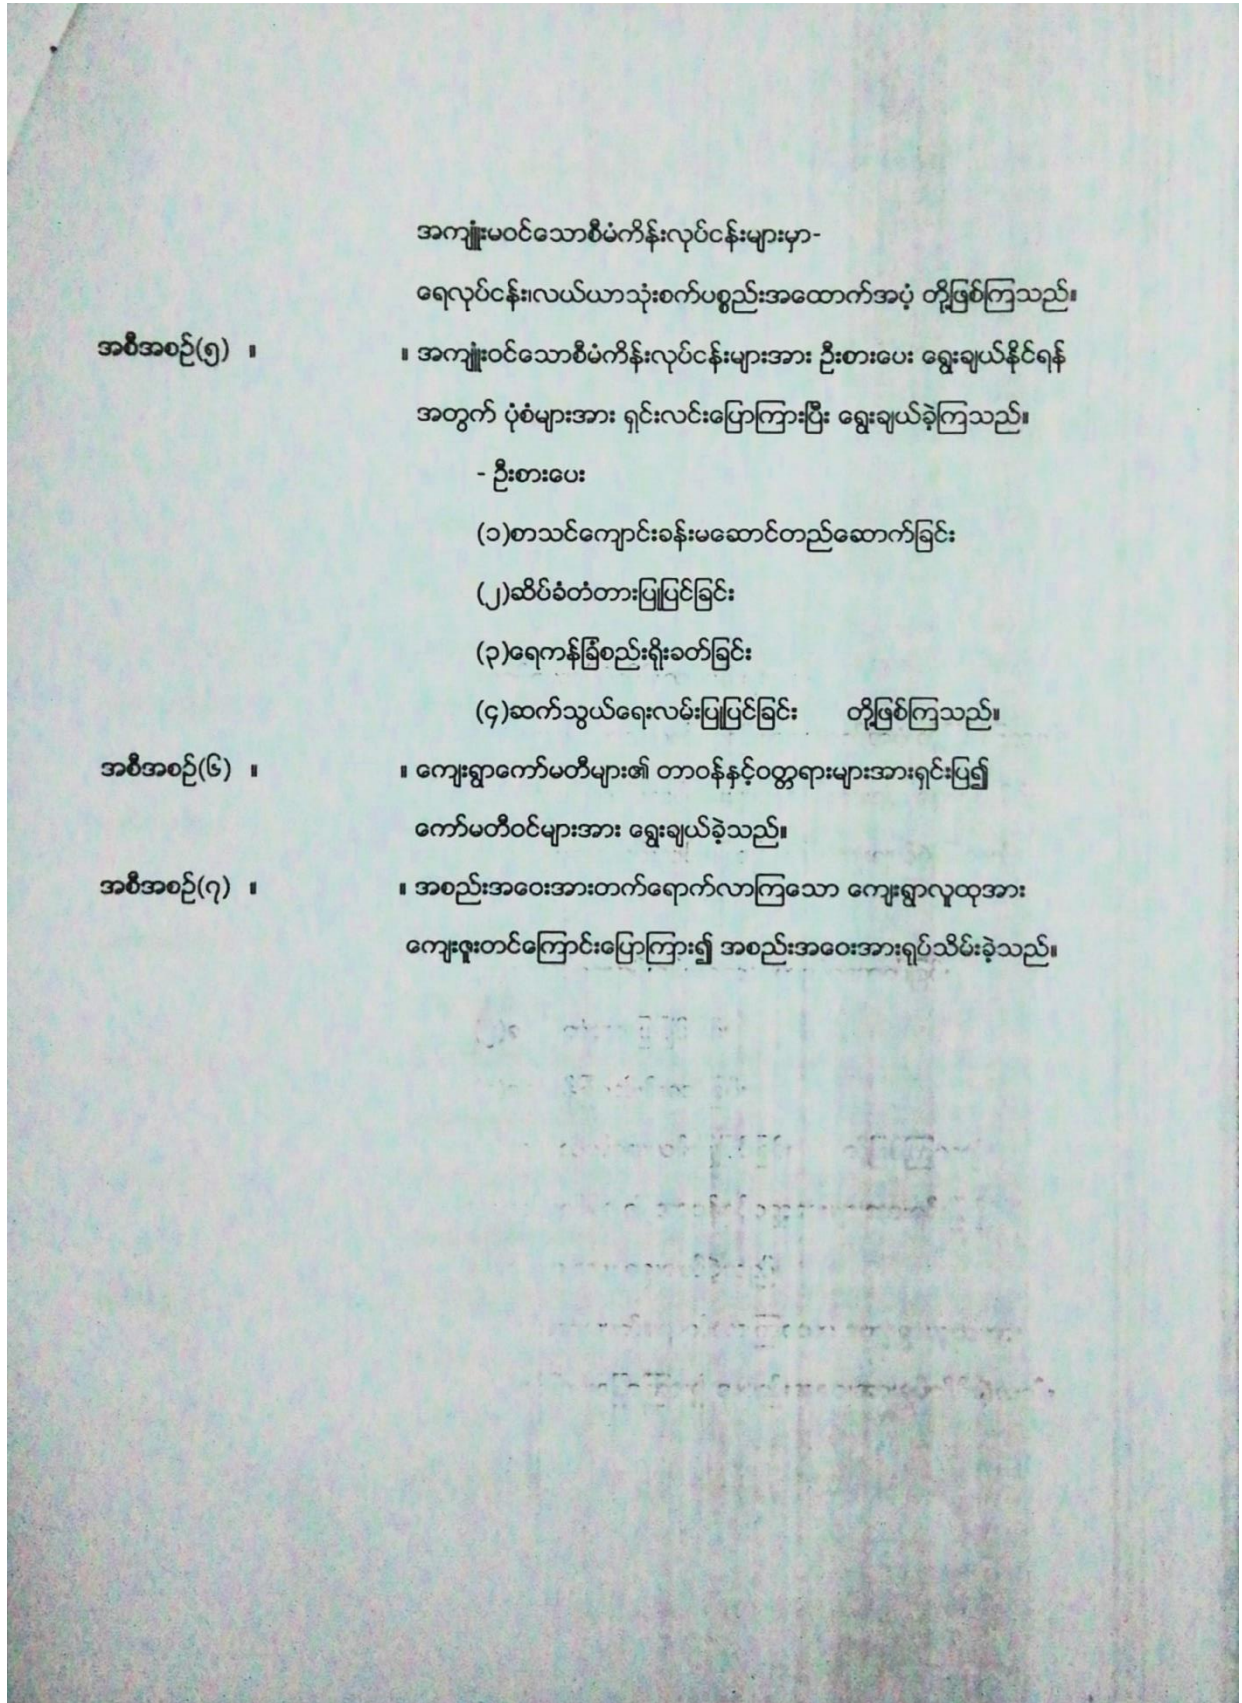 အကျုံးမဝင်သောစီမံကိန်းလုပ်ငန်းများမှာ-
ရေလုပ်ငန်း၊လယ်ယာသုံးစက်ပစ္စည်းအထောက်အပံ့ တို့ဖြစ်ကြသည်။
အစီအစဉ်(၅) ။ ။ အကျုံးဝင်သောစီမံကိန်းလုပ်ငန်းများအား ဦးစားပေး ရွေးချယ်နိုင်ရန်
အတွက် ပုံစံများအား ရှင်းလင်းပြောကြားပြီး ရွေးချယ်ခဲ့ကြသည်။
- ဦးစားပေး
(၁)စာသင်ကျောင်းခန်းမဆောင်တည်ဆောက်ခြင်း
(၂)ဆိပ်ခံတံတားပြုပြင်ခြင်း
(၃)ရေကန်ခြံစည်းရိုးခတ်ခြင်း
(၄)ဆက်သွယ်ရေးလမ်းပြုပြင်ခြင်း တို့ဖြစ်ကြသည်။
အစီအစဉ်(၆) ။ ။ ကျေးရွာကော်မတီများ၏ တာဝန်နှင့်ဝတ္တရားများအားရှင်းပြ၍
ကော်မတီဝင်များအား ရွေးချယ်ခဲ့သည်။
အစီအစဉ်(၇) ။ ။ အစည်းအဝေးအားတက်ရောက်လာကြသော ကျေးရွာလူထုအား
ကျေးဇူးတင်ကြောင်းပြောကြား၍ အစည်းအဝေးအားရုပ်သိမ်းခဲ့သည်။